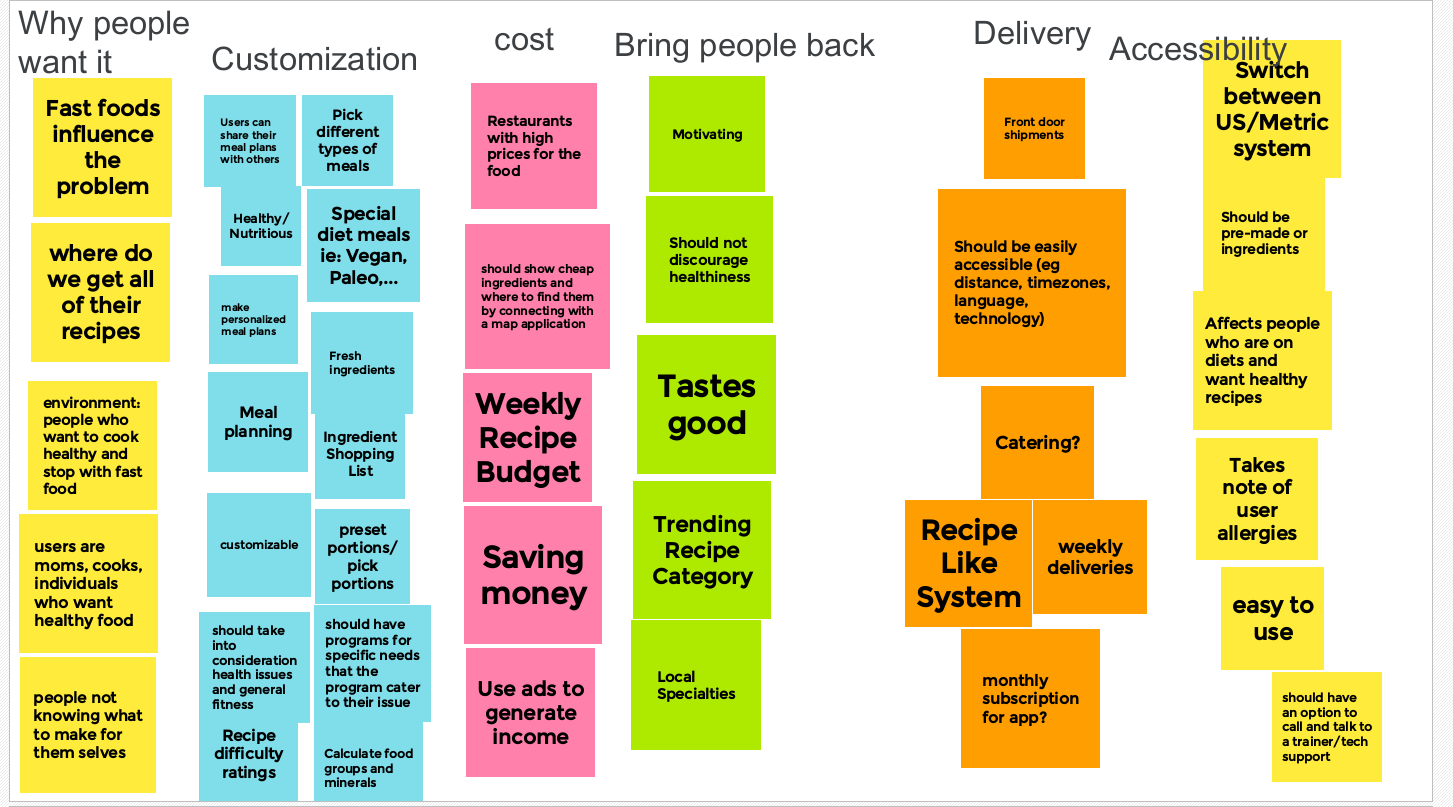 Why people
want it
Fast foods
influence
the
problem
where do
we get all
of their
recipes
environment:
people who
want to cook
healthy and
stop with fast
food
users are
moms, cooks,
individuals
who want
healthy food
people not
knowing what
to make for
them selves
Customization
Users can
share their
meal plans
with others
Pick
different
types of
meals
Healthy/
Nutritious
Special
diet meals
ie: Vegan,
Paleo,...
make
personalized
meal plans
Fresh
ingredients
Meal
planning
Ingredient
Shopping
List
customizable
preset
portions/
pick
portions
should take
into
consideration
health issues
and general
fitness
should have
programs for
specific needs
that the
program cater
to their issue
Recipe
difficulty
ratings
Calculate food
groups and
minerals
cost
Restaurants
with high
prices for the
food
should show cheap
ingredients and
where to find them
by connecting with
a map application
Weekly
Recipe
Budget
Saving
money
Use ads to
generate
income
Bring people back
Motivating
Should not
discourage
healthiness
Tastes
good
Trending
Recipe
Category
Local
Specialties
Delivery
Front door
shipments
Should be easily
accessible (eg
distance, timezones,
language,
technology)
Catering?
Recipe
Like
System
weekly
deliveries
monthly
subscription
for app?
Accessibility
Switch
between
US/Metric
system
Should be
pre-made or
ingredients
Affects people
who are on
diets and
want healthy
recipes
Takes
note of
user
allergies
easy to
use
should have
an option to
call and talk to
a trainer/tech
support